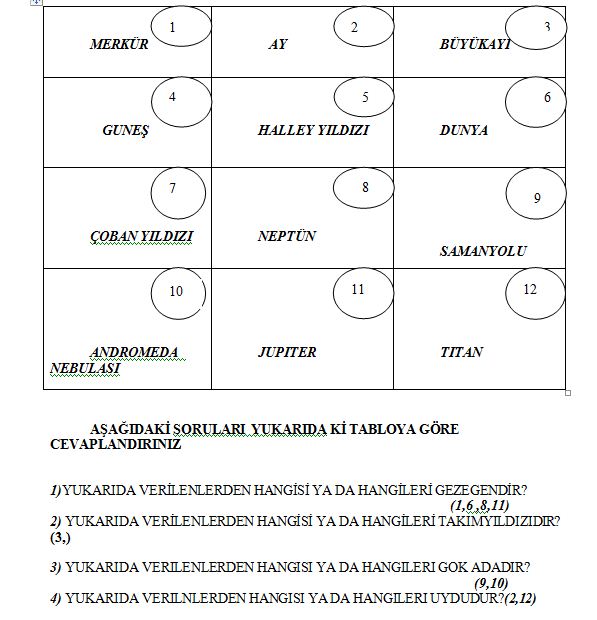 1
2
3
MERKÜR
AY
BÜYÜKAYI
4
5
6
GUNEŞ
HALLEY YILDIZI
DUNYA
7
8
9
ÇOBAN YILDIZI
NEPTÜN
SAMANYOLU
10
11
12
ANDROMEDA
NEBULASI
JUPITER
TITAN
AŞAĞIDAKİ SORULARI YUKARIDA Kİ TABLOYA GÖRE
CEVAPLANDIRINIZ
1)YUKARIDA VERİLENLERDEN HANGİSİ YA DA HANGİLERİ GEZEGENDİR?
(1,6 ,8,11)
2) YUKARIDA VERİLENLERDEN HANGİSİ YA DA HANGİLERİ TAKIMYILDIZIDIR?
(3,)
3) YUKARIDA VERILENLERDEN HANGISI YA DA HANGILERI GOK ADADIR?
(9,10)
4) YUKARIDA VERILNLERDEN HANGISI YA DA HANGILERI UYDUDUR?(2,12)